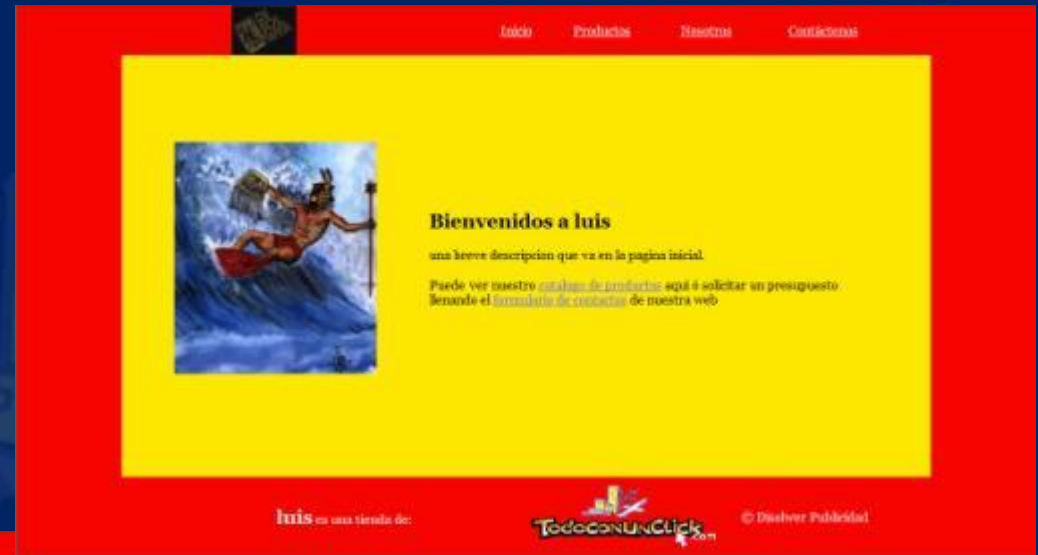 Inicio Productos Nosotros Contáctenos
Bienvenidos a luis
una breve descripcion que va en la pagina inicial.
Puede ver nuestro catalogo de productos aquí ó solicitar un presupuesto
llenando el formulario de contactos de nuestra web
luis es una tienda de:
TodoconunClick.com
© Disolver Publicidad